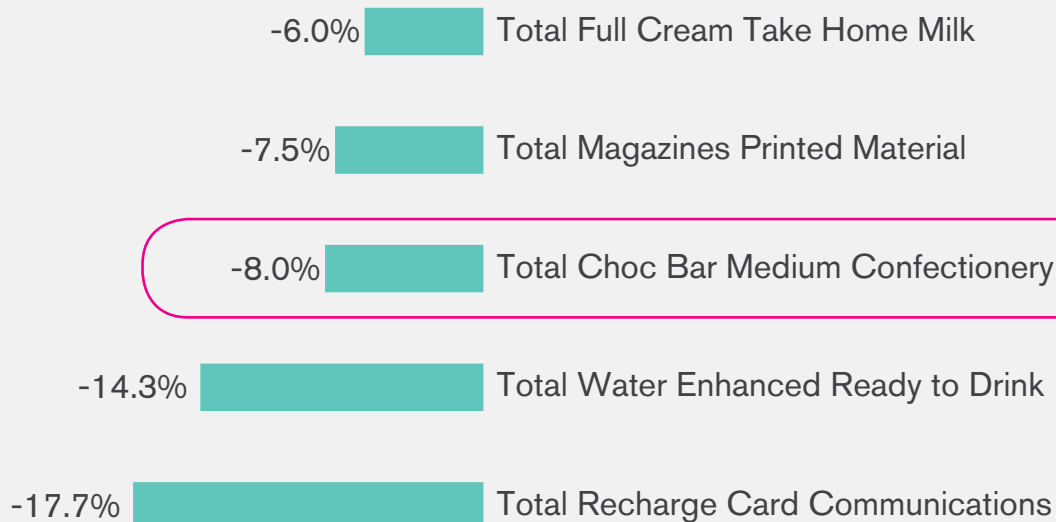 -6.0% Total Full Cream Take Home Milk
-7.5% Total Magazines Printed Material
-8.0% Total Choc Bar Medium Confectionery
-14.3% Total Water Enhanced Ready to Drink
-17.7% Total Recharge Card Communications